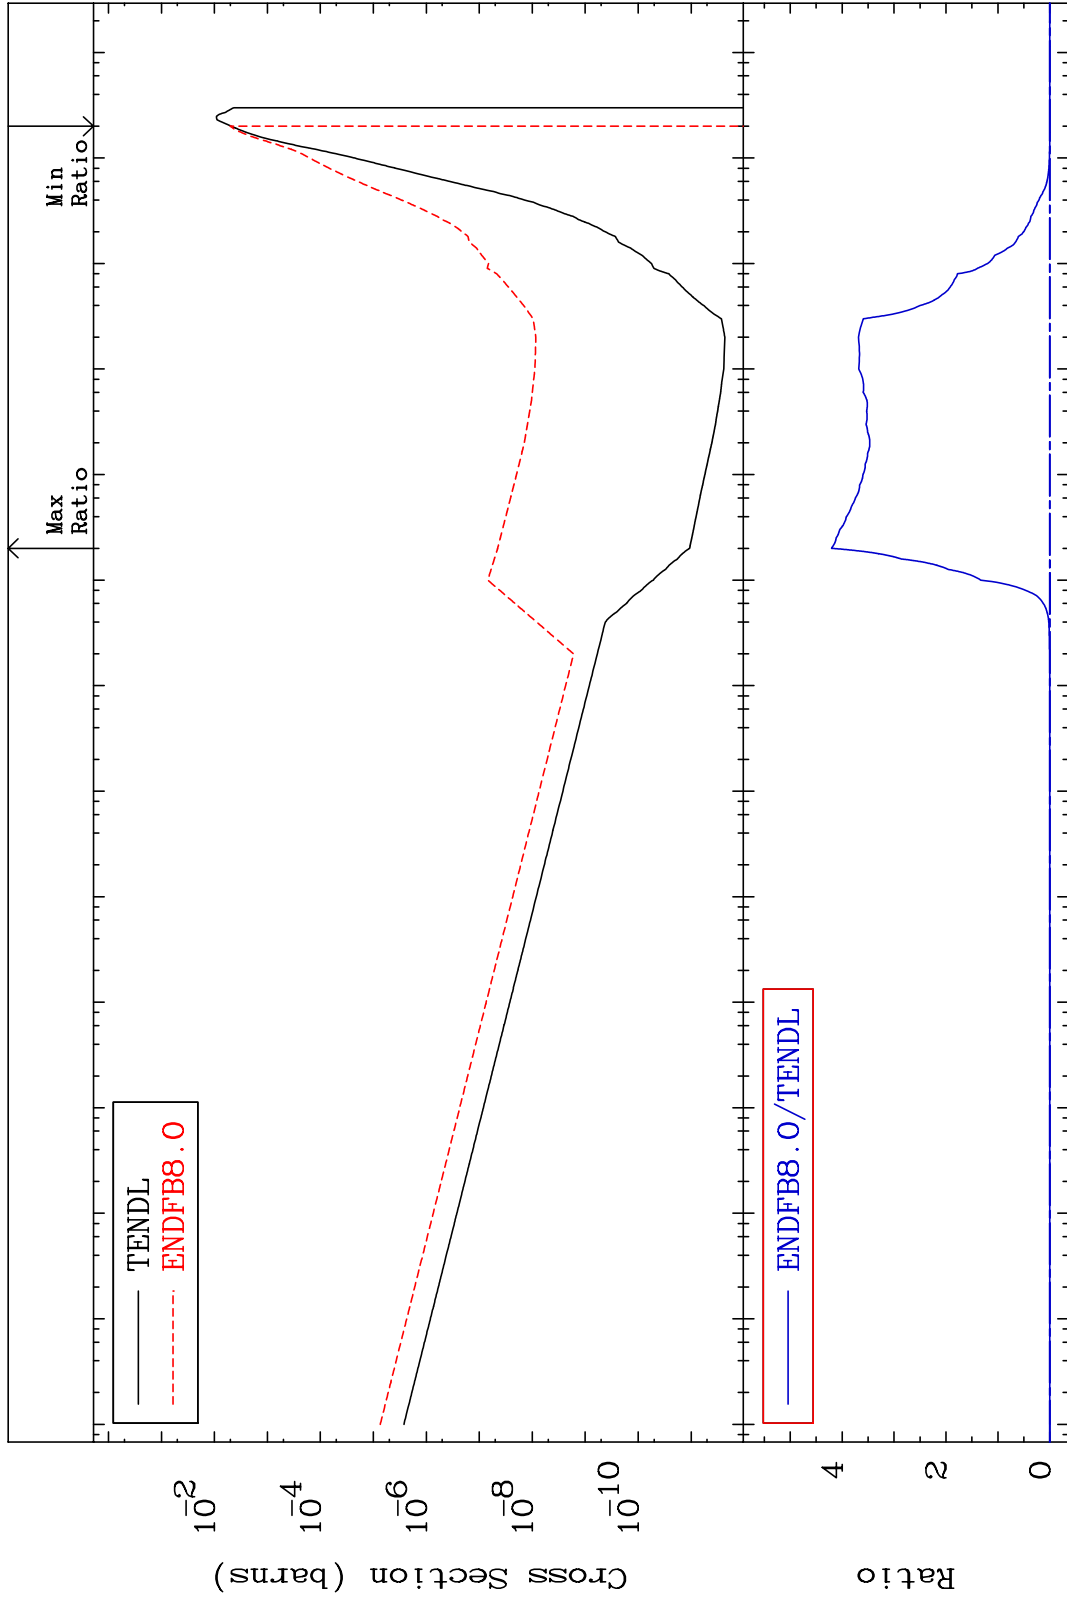 Min
Ratio
Max
Ratio
TENDL
ENDFB8.0
10-2
10-4
10-6
10-8
10-10
Cross Section (barns)
ENDFB8.0/TENDL
4
2
0
Ratio